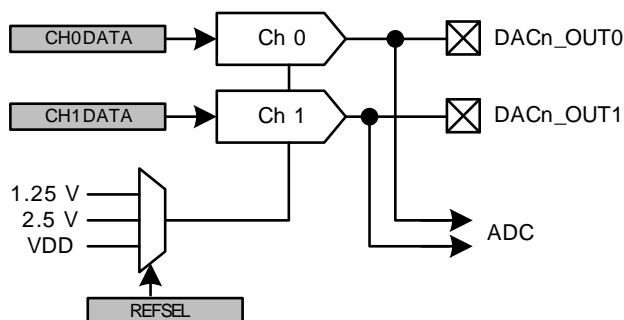 CH0DATA
Ch 0
DACn_OUT0
CH1DATA
Ch 1
DACn_OUT1
1.25 V
2.5 V
VDD
ADC
REFSEL